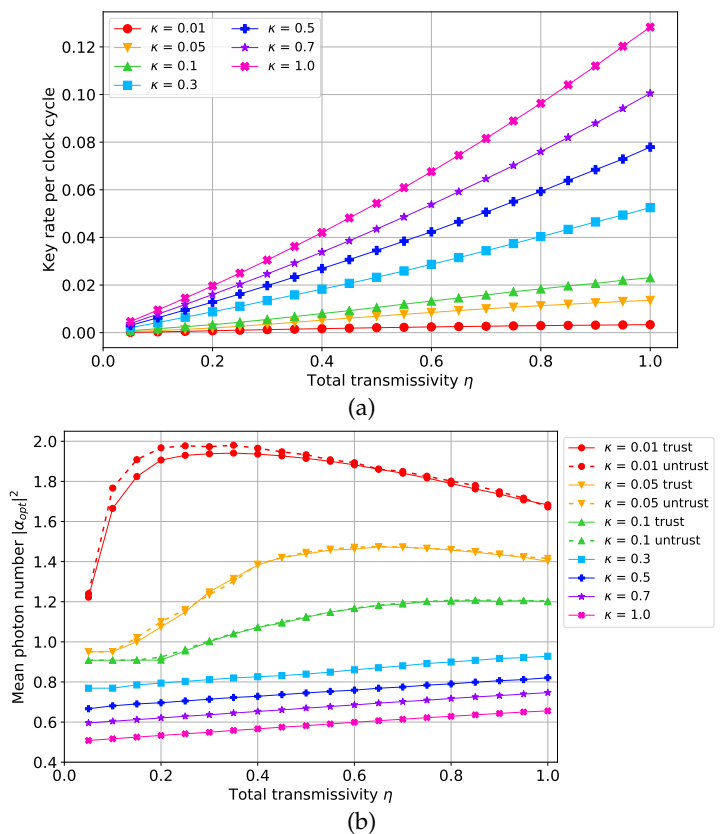 Key rate per clock cycle
0.12
0.10
0.08
0.06
0.04
0.02
0.00
κ = 0.01
κ = 0.05
κ = 0.1
κ = 0.3
κ = 0.5
κ = 0.7
κ = 1.0
0.0 0.2 0.4 0.6 0.8 1.0
Total transmissivity η
(a)
Mean photon number |α_opt|²
2.0
1.8
1.6
1.4
1.2
1.0
0.8
0.6
0.4
0.0 0.2 0.4 0.6 0.8 1.0
Total transmissivity η
κ = 0.01 trust
κ = 0.01 untrust
κ = 0.05 trust
κ = 0.05 untrust
κ = 0.1 trust
κ = 0.1 untrust
κ = 0.3
κ = 0.5
κ = 0.7
κ = 1.0
(b)